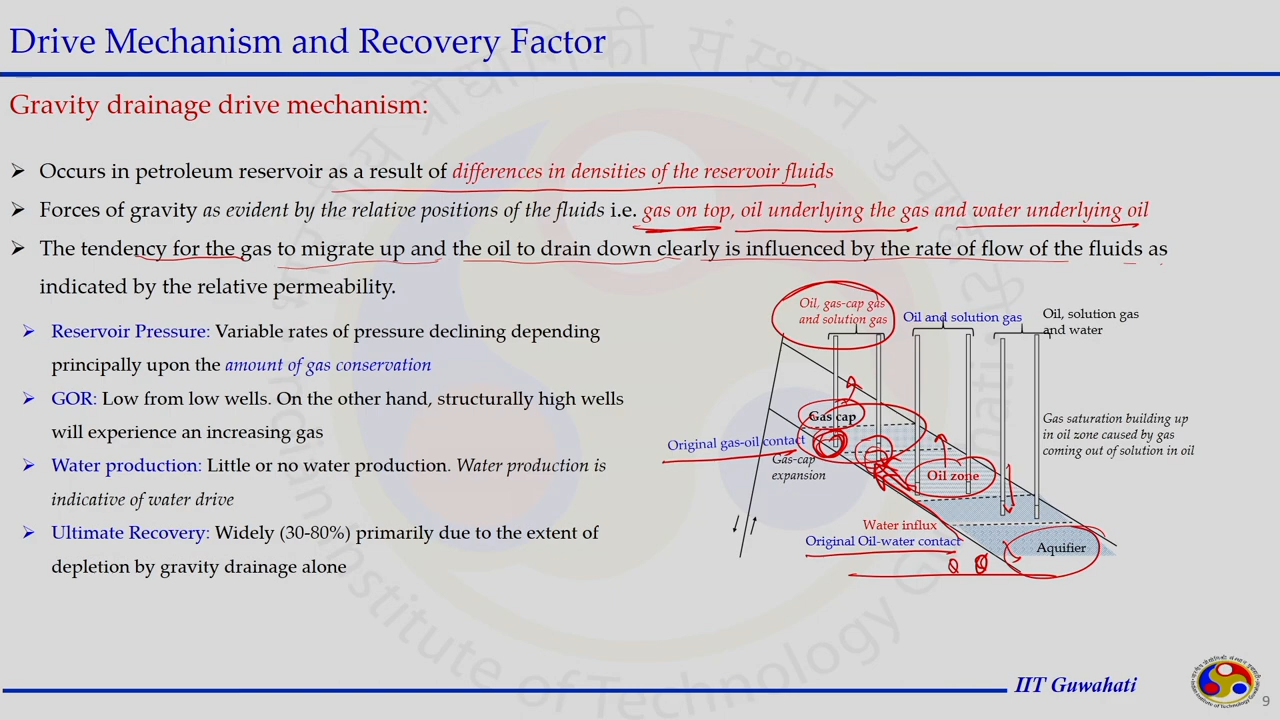 Drive Mechanism and Recovery Factor
Gravity drainage drive mechanism:
➢ Occurs in petroleum reservoir as a result of differences in densities of the reservoir fluids
➢ Forces of gravity as evident by the relative positions of the fluids i.e. gas on top, oil underlying the gas and water underlying oil
➢ The tendency for the gas to migrate up and the oil to drain down clearly is influenced by the rate of flow of the fluids as
indicated by the relative permeability.
➢ Reservoir Pressure: Variable rates of pressure declining depending
principally upon the amount of gas conservation
➢ GOR: Low from low wells. On the other hand, structurally high wells
will experience an increasing gas
➢ Water production: Little or no water production. Water production is
indicative of water drive
➢ Ultimate Recovery: Widely (30-80%) primarily due to the extent of
depletion by gravity drainage alone
Oil, gas-cap gas
and solution gas
Oil and solution gas
Oil, solution gas
and water
Gas cap
Original gas-oil contact
Gas-cap
expansion
Oil zone
Gas saturation building up
in oil zone caused by gas
coming out of solution in oil
Water influx
Original Oil-water contact
Aquifier
IIT Guwahati
9